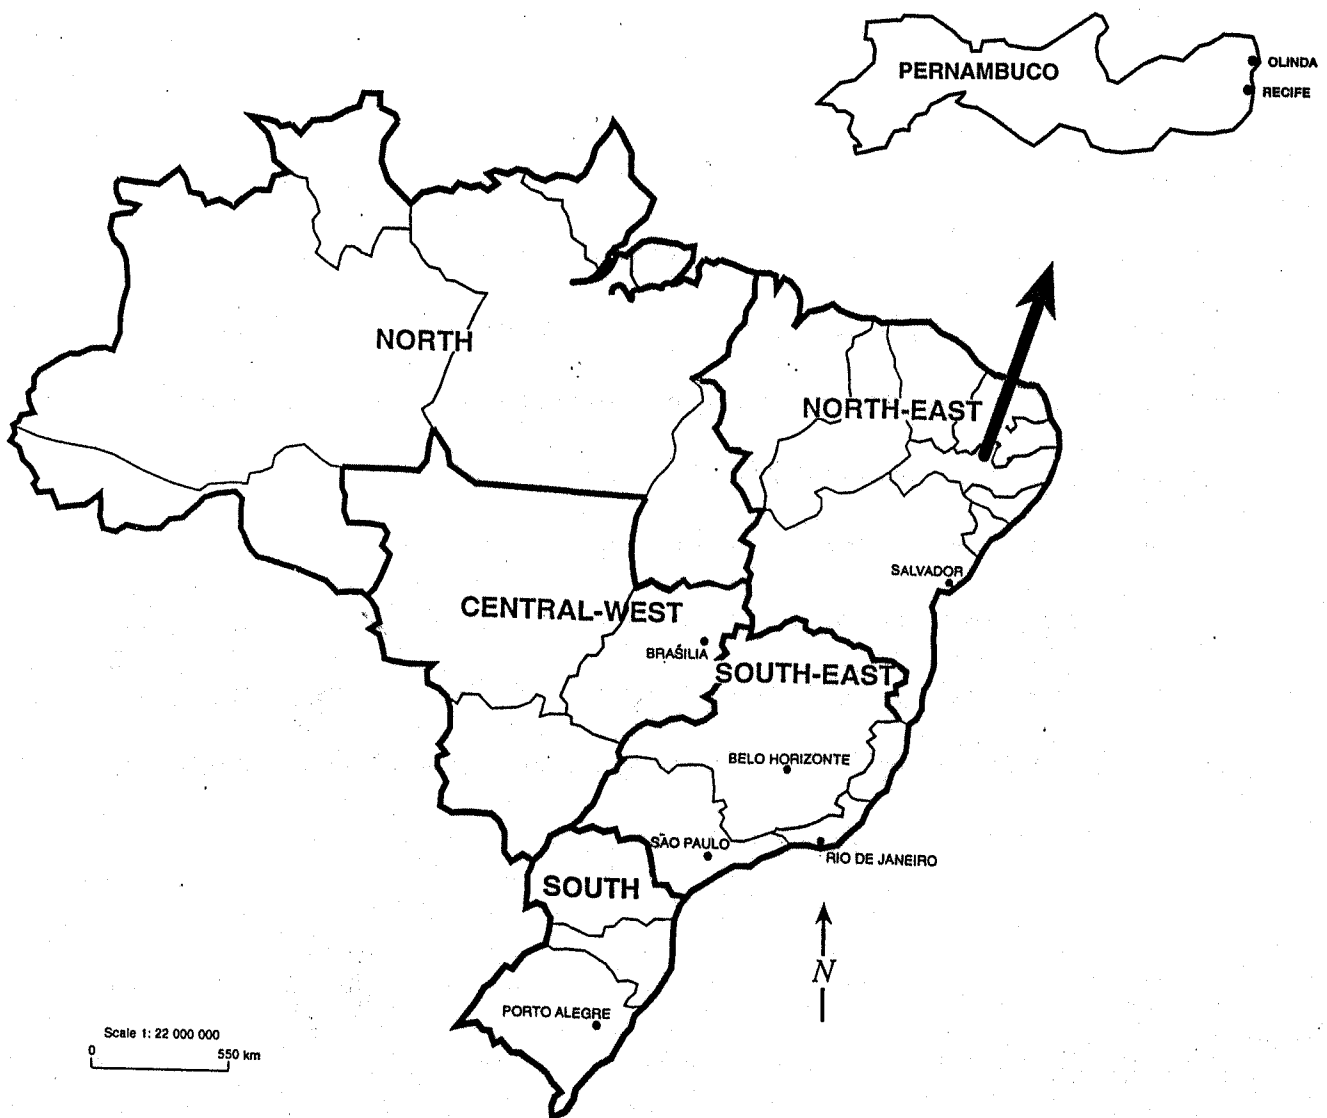 PERNAMBUCO
OLINDA
RECIFE
NORTH
NORTH-EAST
SALVADOR
CENTRAL-WEST
BRASÍLIA
SOUTH-EAST
BELO HORIZONTE
SÃO PAULO
RIO DE JANEIRO
SOUTH
N
PORTO ALEGRE
Scale 1: 22 000 000
0 550 km